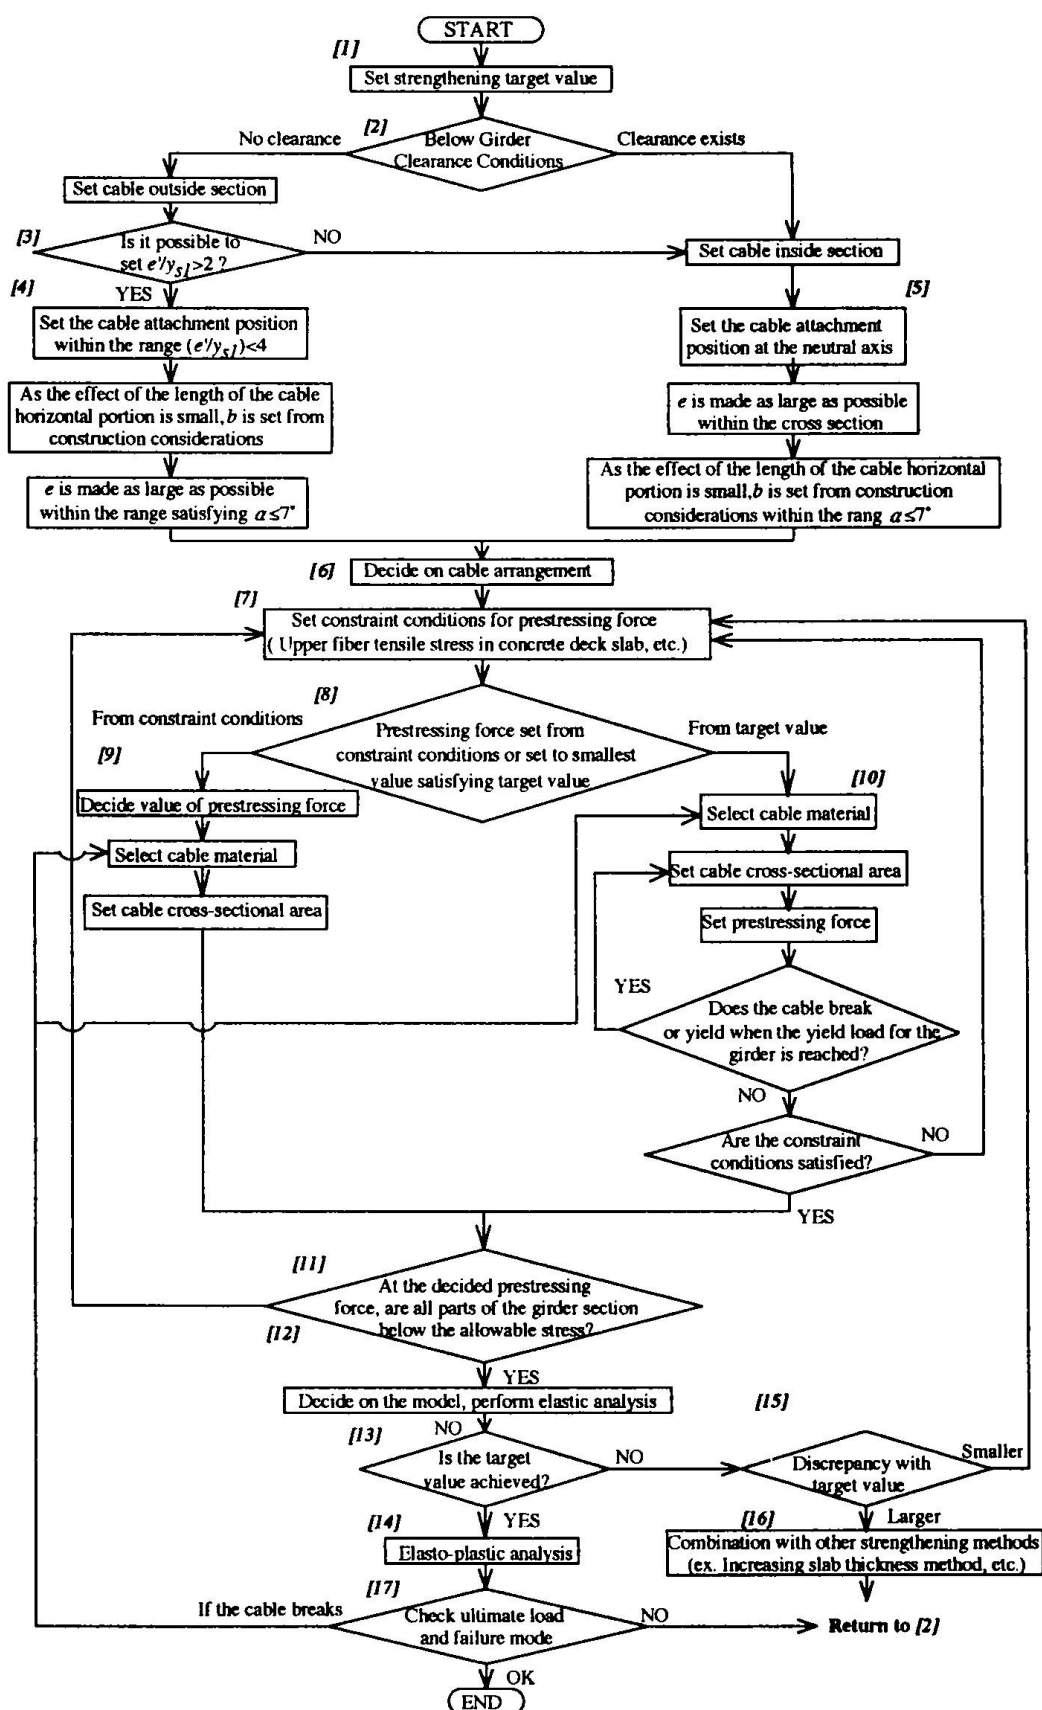 START
[1]
Set strengthening target value
[2]
No clearance
Below Girder
Clearance Conditions
Clearance exists
Set cable outside section
[3]
Is it possible to
set e'/ys1>2 ?
NO
Set cable inside section
YES
[4]
Set the cable attachment position
within the range (e'/ys1)<4
[5]
Set the cable attachment
position at the neutral axis
As the effect of the length of the cable
horizontal portion is small, b is set from
construction considerations
e is made as large as possible
within the cross section
e is made as large as possible
within the range satisfying α≤7°
As the effect of the length of the cable horizontal
portion is small,b is set from construction
considerations within the rang α≤7°
[6]
Decide on cable arrangement
[7]
Set constraint conditions for prestressing force
( Upper fiber tensile stress in concrete deck slab, etc.)
[8]
From constraint conditions
Prestressing force set from
constraint conditions or set to smallest
value satisfying target value
From target value
[9]
Decide value of prestressing force
Select cable material
Set cable cross-sectional area
[10]
Select cable material
Set cable cross-sectional area
Set prestressing force
YES
Does the cable break
or yield when the yield load for the
girder is reached?
NO
Are the constraint
conditions satisfied?
NO
YES
[11]
At the decided prestressing
force, are all parts of the girder section
below the allowable stress?
[12]
YES
Decide on the model, perform elastic analysis
NO
[13]
Is the target
value achieved?
NO
[15]
Discrepancy with
target value
Smaller
YES
Larger
[14]
Elasto-plastic analysis
[16]
Combination with other strengthening methods
(ex. Increasing slab thickness method, etc.)
[17]
If the cable breaks
Check ultimate load
and failure mode
NO
Return to [2]
OK
END